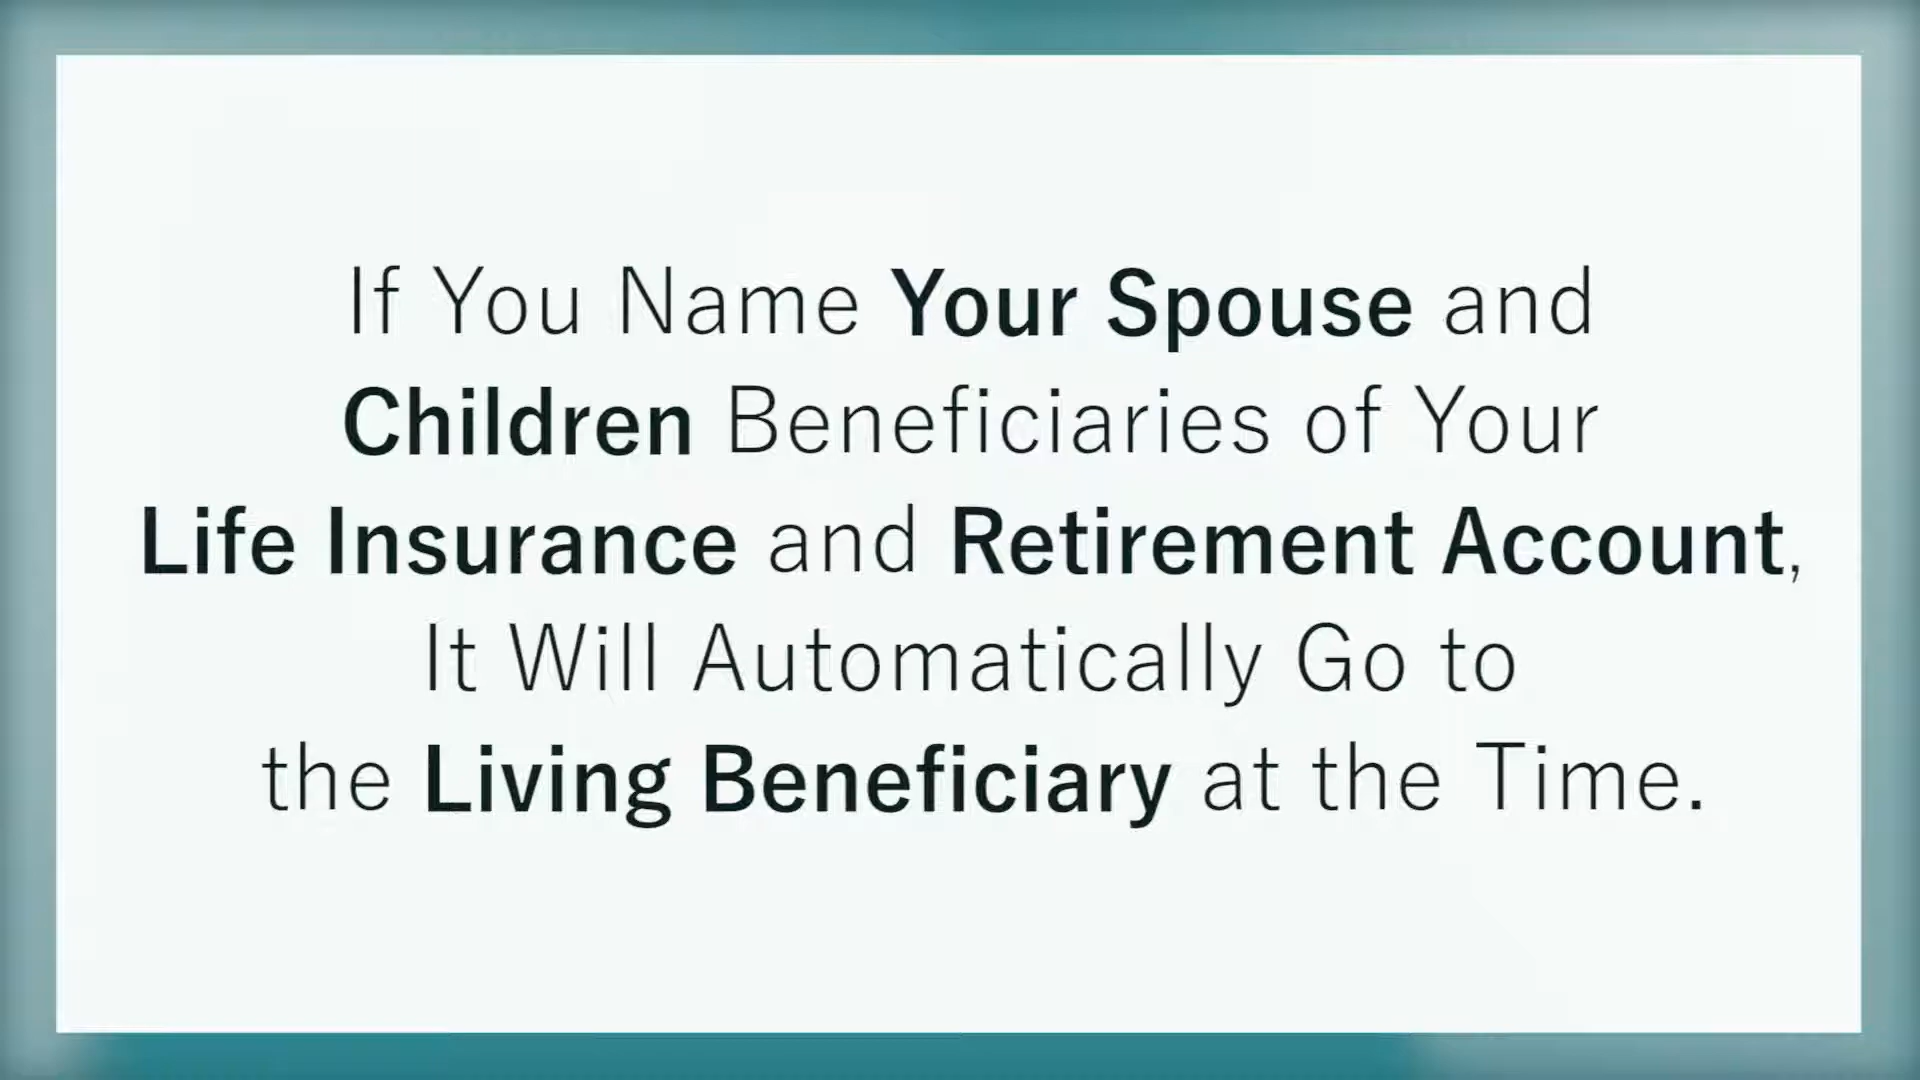 If You Name Your Spouse and
Children Beneficiaries of Your
Life Insurance and Retirement Account,
It Will Automatically Go to
the Living Beneficiary at the Time.